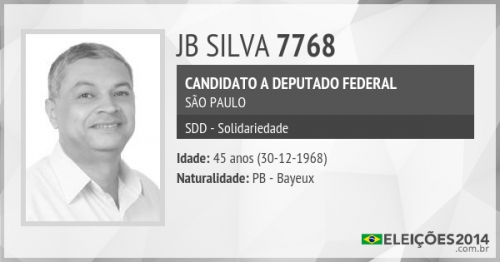 JB SILVA 7768
CANDIDATO A DEPUTADO FEDERAL
SÃO PAULO
SDD - Solidariedade
Idade: 45 anos (30-12-1968)
Naturalidade: PB - Bayeux
ELEIÇÕES2014
.com.br